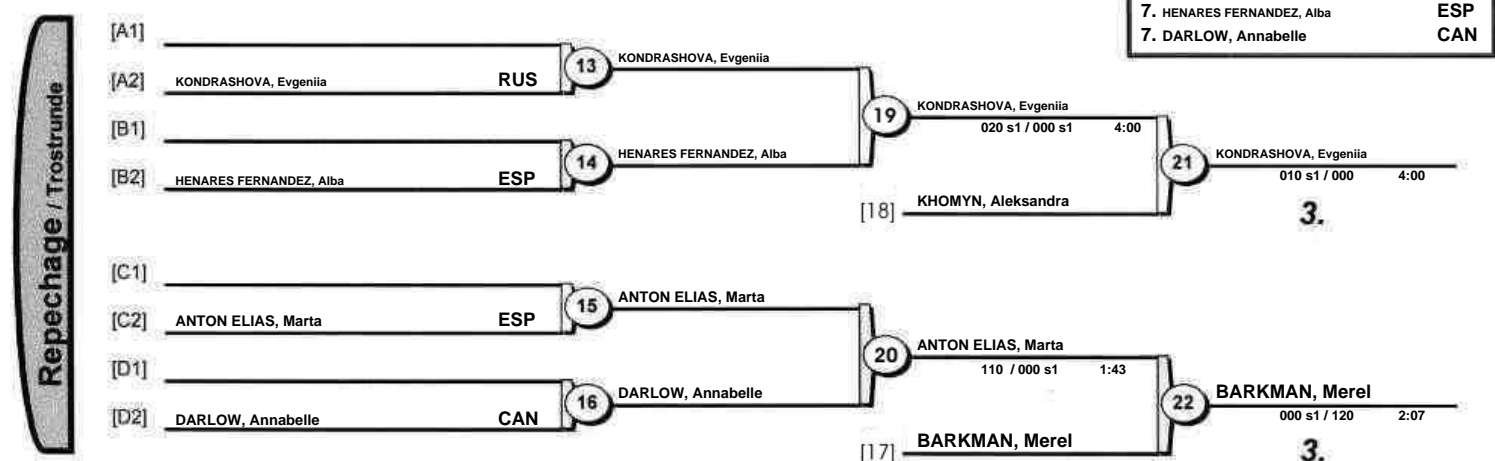 7. HENARES FERNANDEZ, Alba ESP
7. DARLOW, Annabelle CAN
Repechage / Trostrunde
[A1]
[A2] KONDRASHOVA, Evgeniia RUS
13 KONDRASHOVA, Evgeniia
[B1]
[B2] HENARES FERNANDEZ, Alba ESP
14 HENARES FERNANDEZ, Alba
19 KONDRASHOVA, Evgeniia
020 s1 / 000 s1 4:00
[18] KHOMYN, Aleksandra
21 KONDRASHOVA, Evgeniia
010 s1 / 000 4:00
3.
[C1]
[C2] ANTON ELIAS, Marta ESP
15 ANTON ELIAS, Marta
[D1]
[D2] DARLOW, Annabelle CAN
16 DARLOW, Annabelle
20 ANTON ELIAS, Marta
110 / 000 s1 1:43
[17] BARKMAN, Merel
22 BARKMAN, Merel
000 s1 / 120 2:07
3.